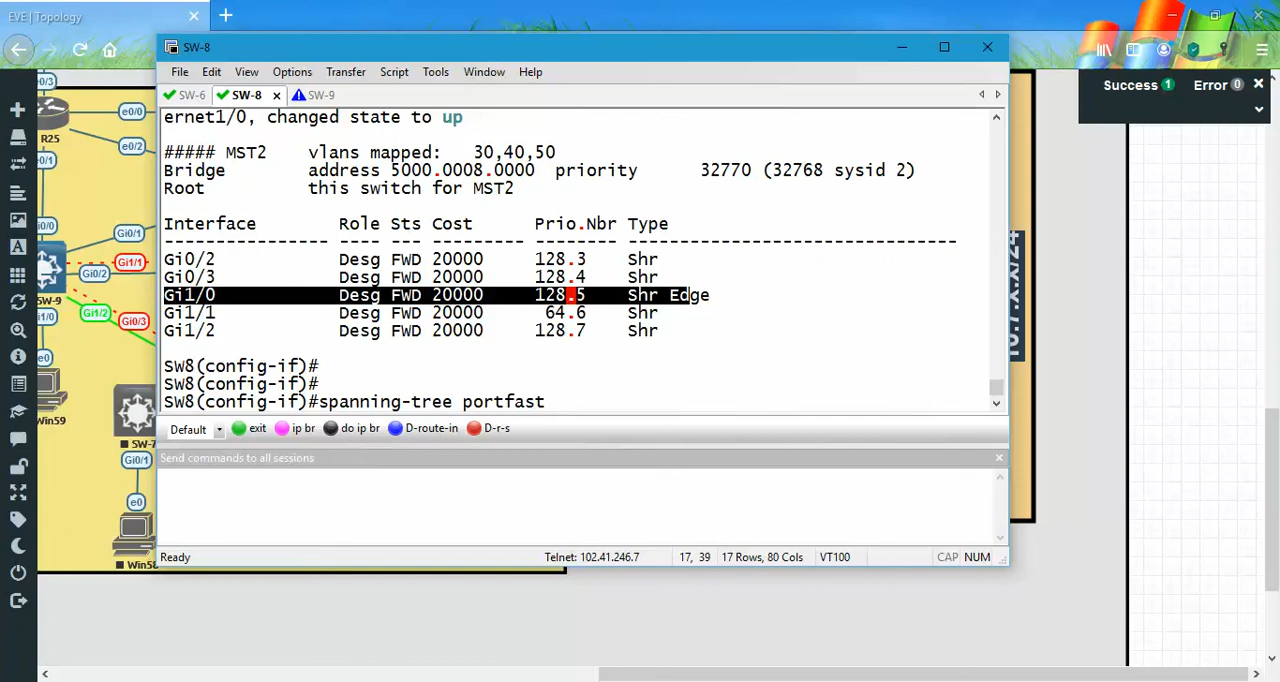 EVE | Topology
SW-8
File Edit View Options Transfer Script Tools Window Help
SW-6 SW-8 SW-9
Success 1 Error 0
ernet1/0, changed state to up
##### MST2 vlans mapped: 30,40,50
Bridge address 5000.0008.0000 priority 32770 (32768 sysid 2)
Root this switch for MST2
Interface Role Sts Cost Prio.Nbr Type
---------------- ---- --- --------- -------- --------------------------------
Gi0/2 Desg FWD 20000 128.3 Shr
Gi0/3 Desg FWD 20000 128.4 Shr
Gi1/0 Desg FWD 20000 128.5 Shr Edge
Gi1/1 Desg FWD 20000 64.6 Shr
Gi1/2 Desg FWD 20000 128.7 Shr
SW8(config-if)#
SW8(config-if)#
SW8(config-if)#spanning-tree portfast
Default exit ip br do ip br D-route-in D-r-s
Send commands to all sessions
Ready Telnet: 102.41.246.7 17, 39 17 Rows, 80 Cols VT100 CAP NUM
e0/0
R25
e0/2
Gi0/1
Gi1/1
Gi0/2
SW-9
Gi1/2
Gi0/3
e0
Win59
SW-7
Gi0/1
e0
Win58